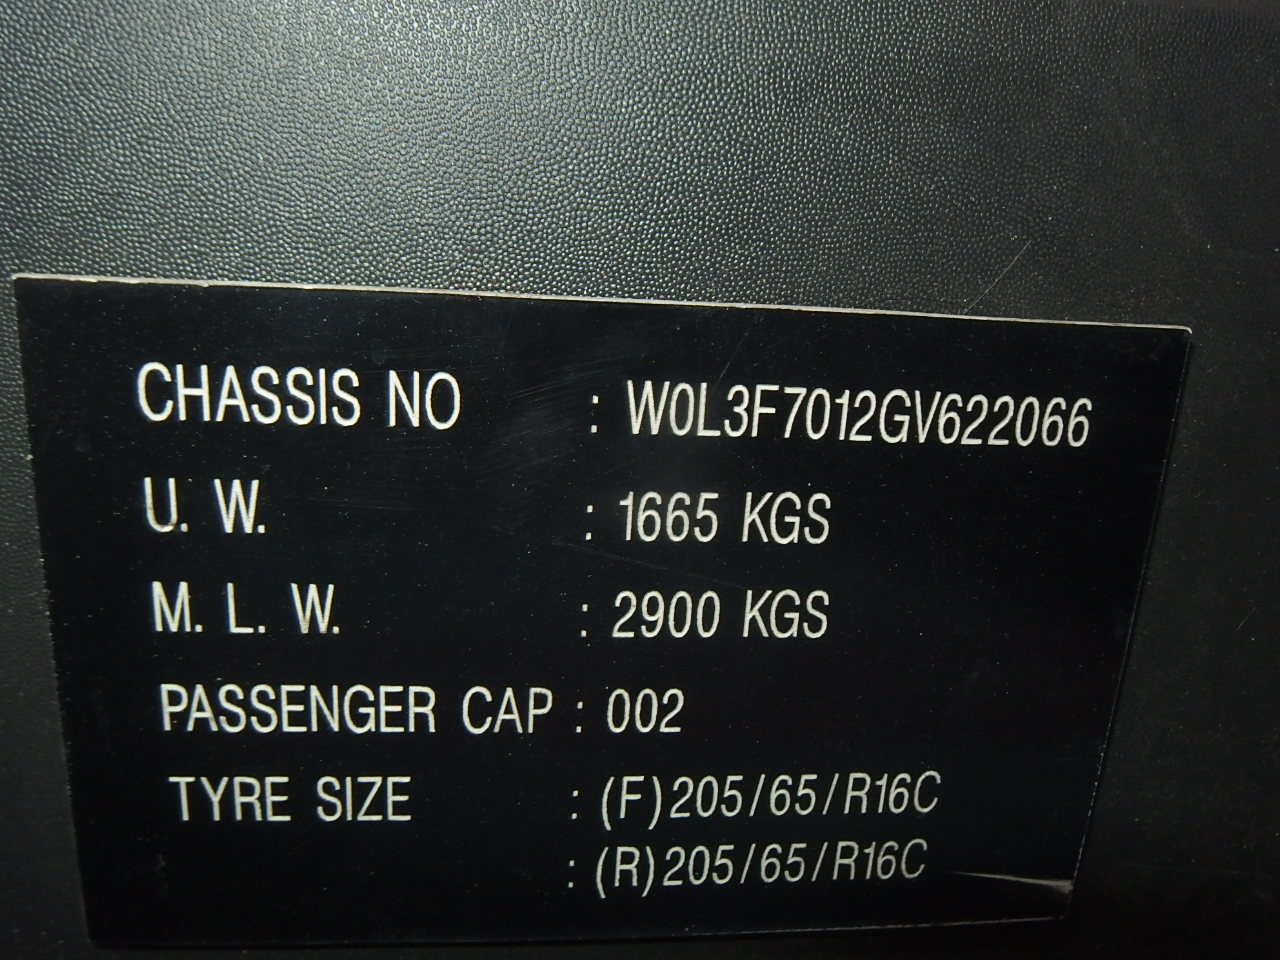 CHASSIS NO : W0L3F7012GV622066
U. W. : 1665 KGS
M. L. W. : 2900 KGS
PASSENGER CAP : 002
TYRE SIZE : (F)205/65/R16C
: (R)205/65/R16C